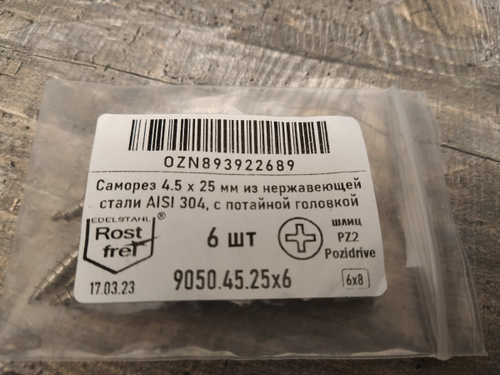 OZN893922689
Саморез 4.5 x 25 мм из нержавеющей
стали AISI 304, с потайной головкой
EDELSTAHL ®
Rost
frei
6 шт
шлиц
PZ2
Pozidrive
17.03.23
9050.45.25x6
6x8